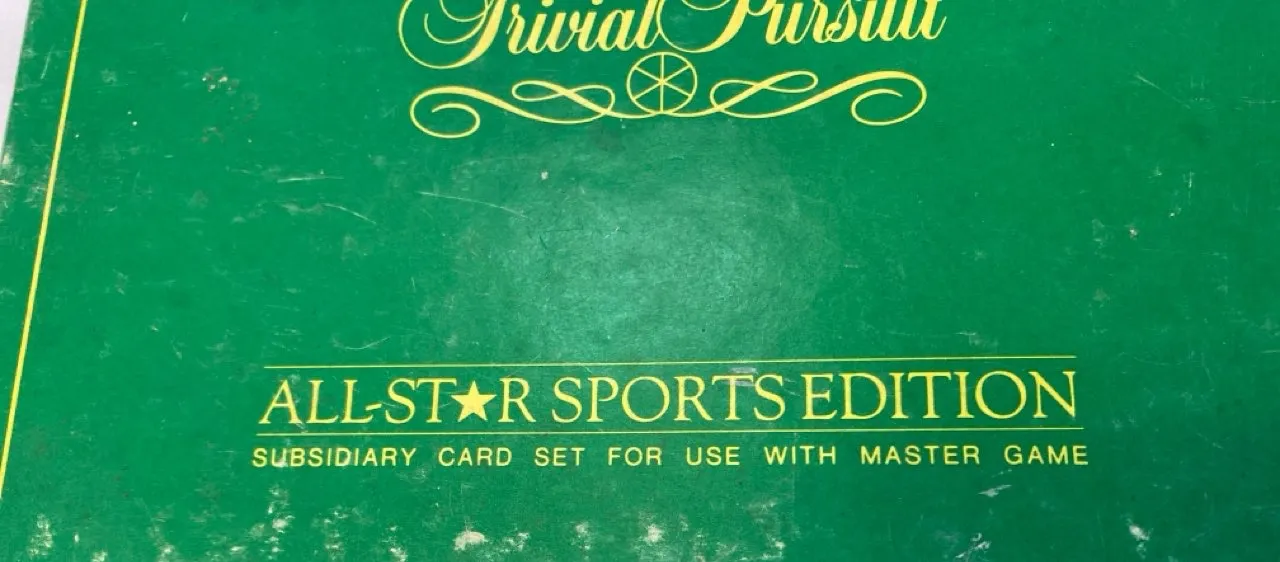 Trivial Pursuit
ALL-ST★R SPORTS EDITION
SUBSIDIARY CARD SET FOR USE WITH MASTER GAME